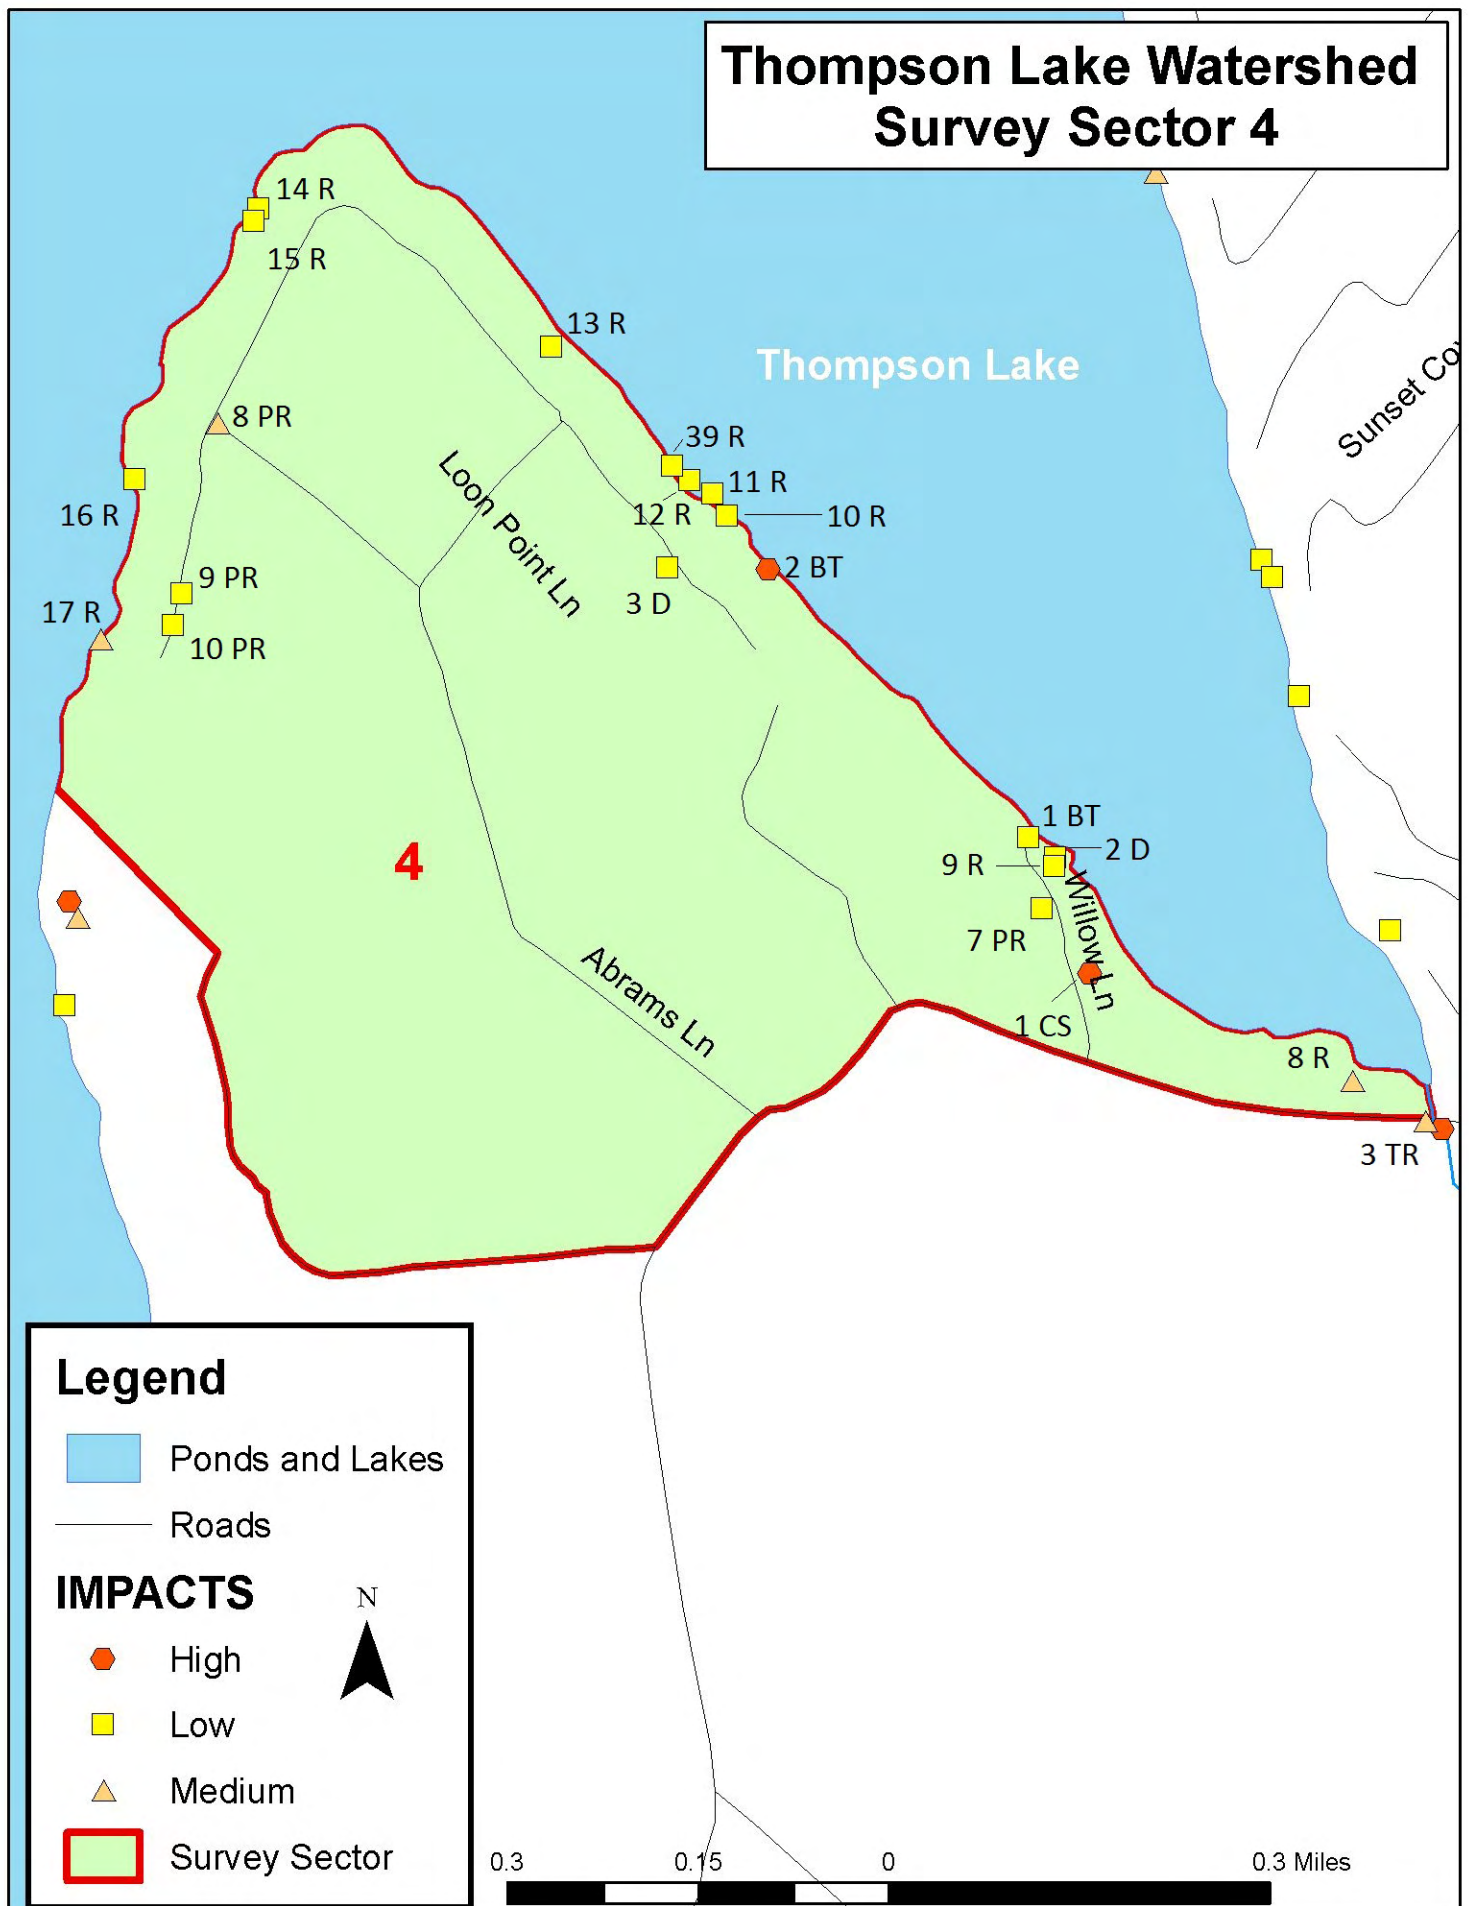 Thompson Lake Watershed
Survey Sector 4
14 R
15 R
13 R
Thompson Lake
Sunset Co
8 PR
39 R
11 R
12 R
10 R
16 R
Loon Point Ln
2 BT
9 PR
3 D
17 R
10 PR
1 BT
2 D
4
9 R
Willow Ln
7 PR
Abrams Ln
1 CS
8 R
3 TR
Legend
Ponds and Lakes
Roads
IMPACTS
N
High
Low
Medium
Survey Sector
0.3 0.15 0 0.3 Miles